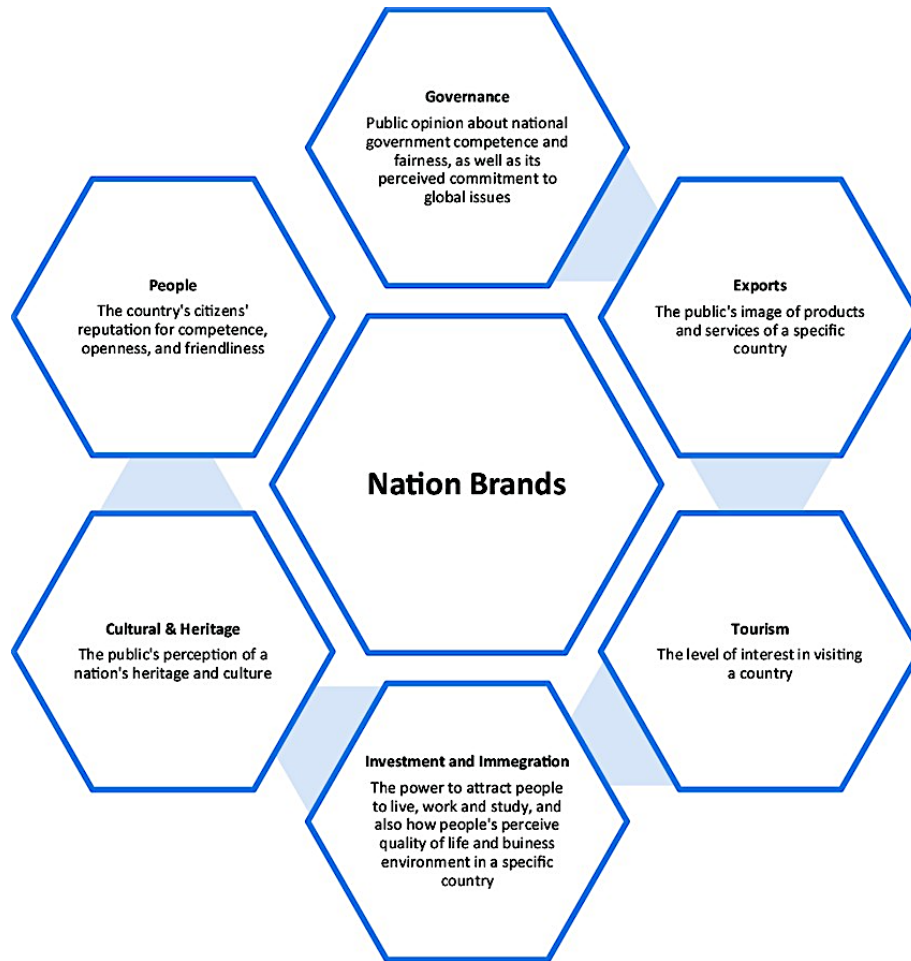 Governance
Public opinion about national
government competence and
fairness, as well as its
perceived commitment to
global issues
People
The country's citizens'
reputation for competence,
openness, and friendliness
Exports
The public's image of products
and services of a specific
country
Nation Brands
Cultural & Heritage
The public's perception of a
nation's heritage and culture
Tourism
The level of interest in visiting
a country
Investment and Immegration
The power to attract people
to live, work and study, and
also how people's perceive
quality of life and buiness
environment in a specific
country